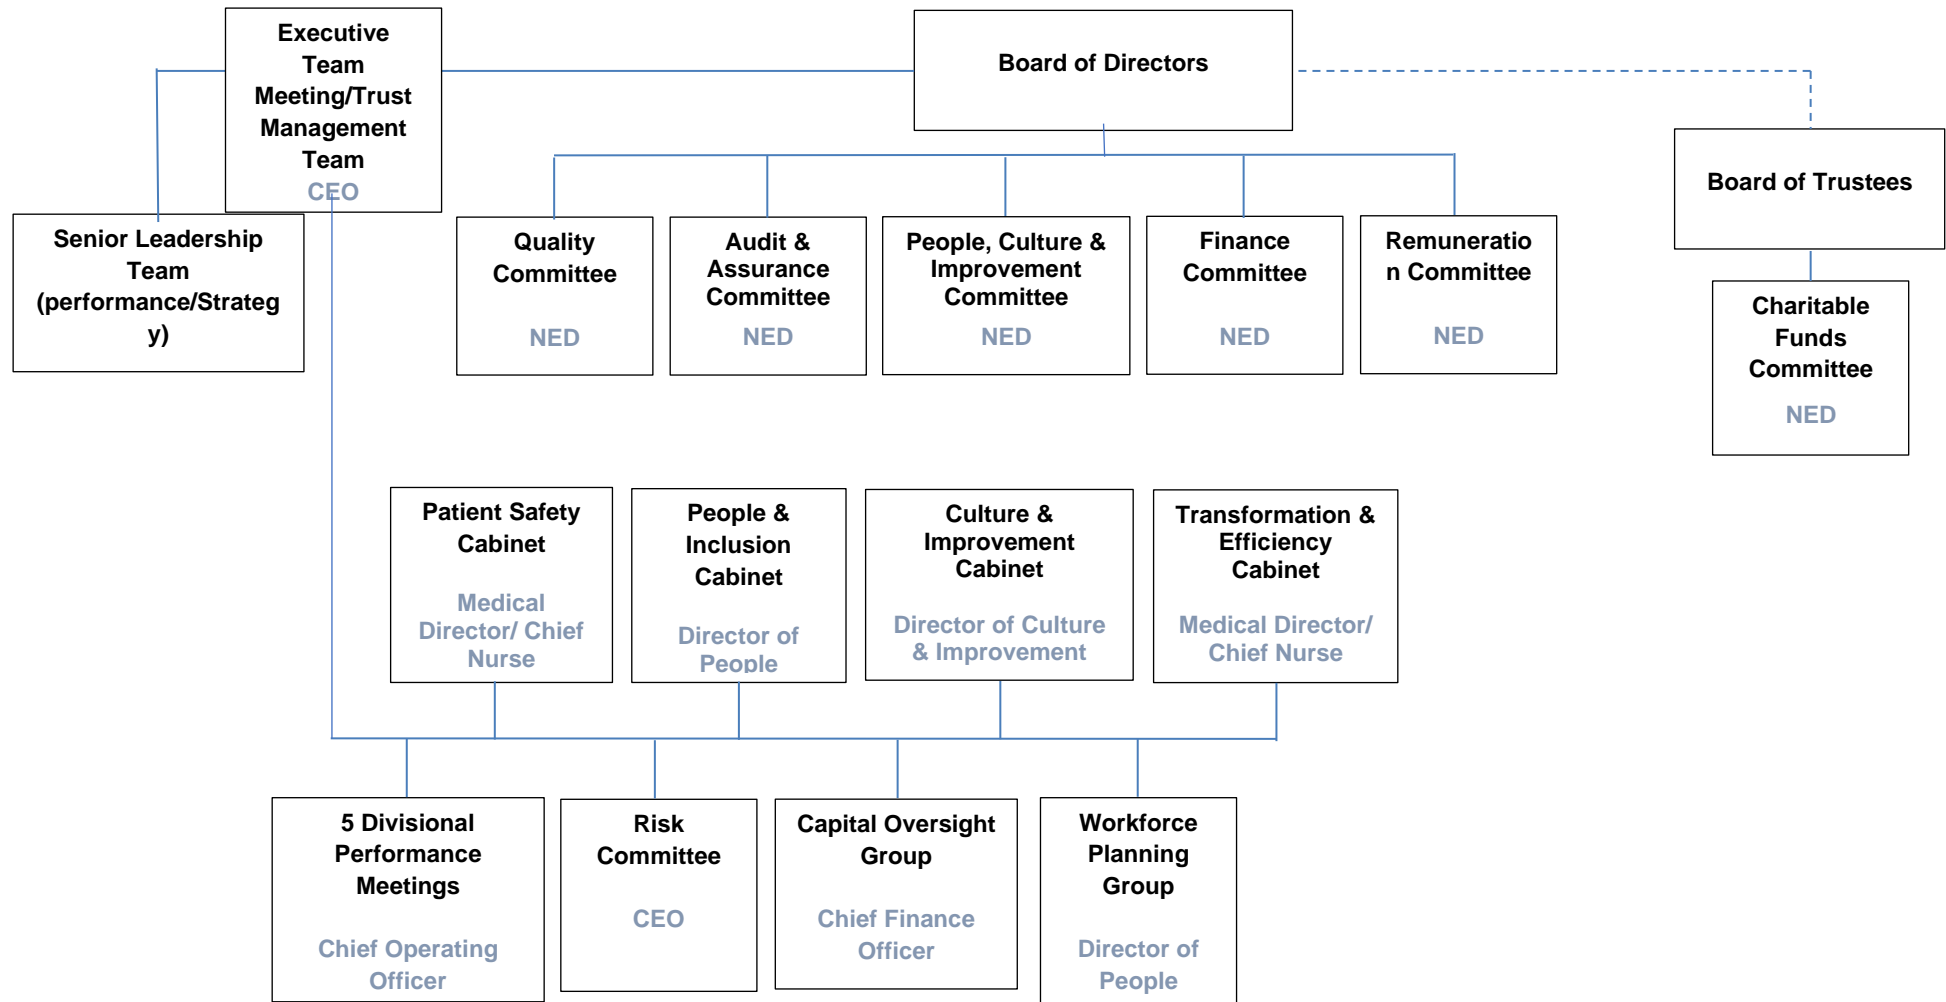 Executive
Team
Meeting/Trust
Management
Team
CEO
Board of Directors
Board of Trustees
Senior Leadership
Team
(performance/Strateg
y)
Quality
Committee
NED
Audit &
Assurance
Committee
NED
People, Culture &
Improvement
Committee
NED
Finance
Committee
NED
Remuneratio
n Committee
NED
Charitable
Funds
Committee
NED
Patient Safety
Cabinet
Medical
Director/ Chief
Nurse
People &
Inclusion
Cabinet
Director of
People
Culture &
Improvement
Cabinet
Director of Culture
& Improvement
Transformation &
Efficiency
Cabinet
Medical Director/
Chief Nurse
5 Divisional
Performance
Meetings
Chief Operating
Officer
Risk
Committee
CEO
Capital Oversight
Group
Chief Finance
Officer
Workforce
Planning
Group
Director of
People